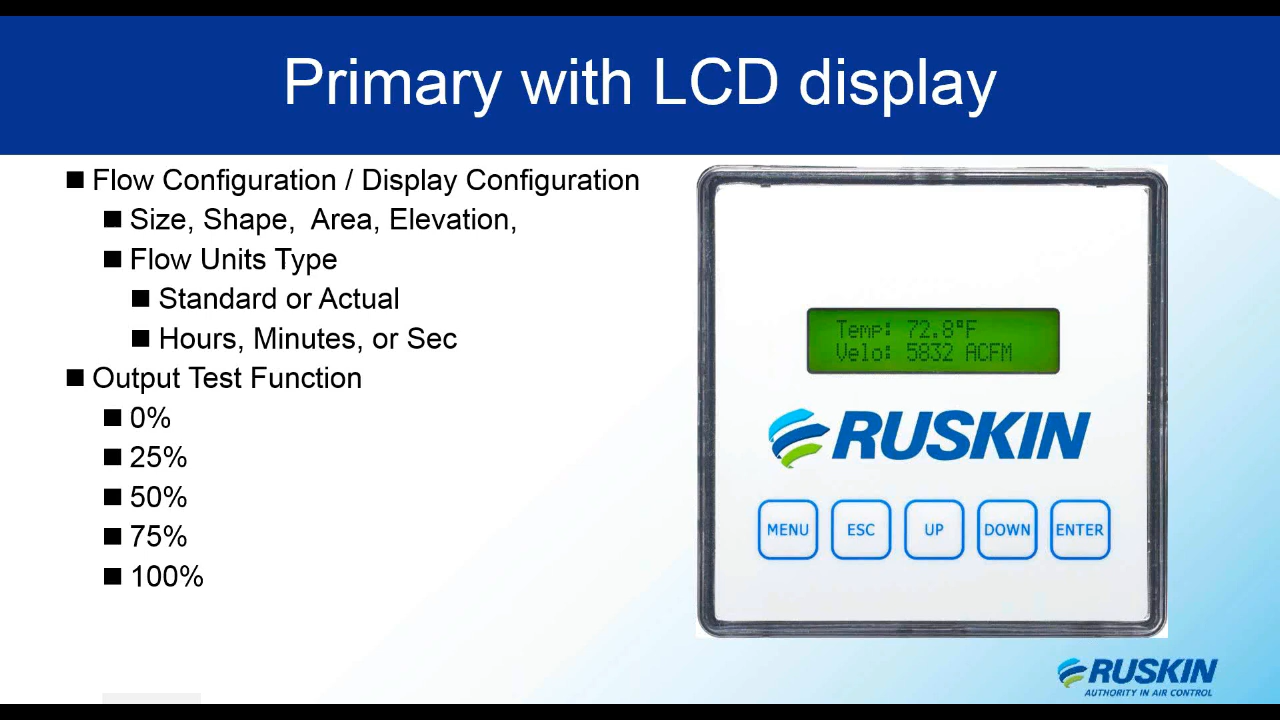 Primary with LCD display
Flow Configuration / Display Configuration
Size, Shape, Area, Elevation,
Flow Units Type
Standard or Actual
Hours, Minutes, or Sec
Output Test Function
0%
25%
50%
75%
100%
Temp: 72.8°F
Velo: 5832 ACFM
RUSKIN
MENU ESC UP DOWN ENTER
RUSKIN
AUTHORITY IN AIR CONTROL